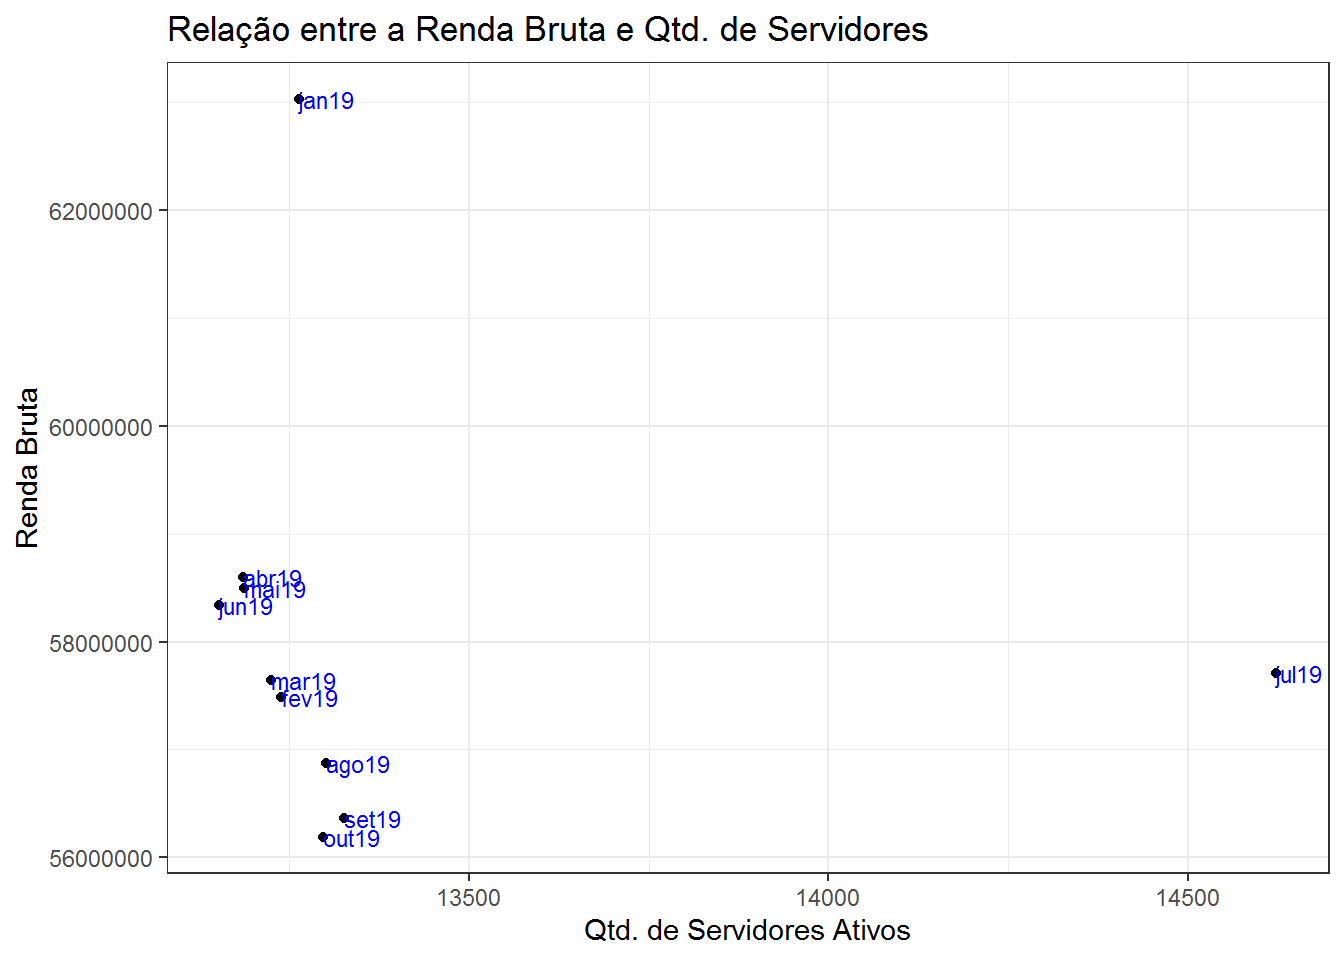 Relação entre a Renda Bruta e Qtd. de Servidores
jan19
62000000
60000000
Renda Bruta
abr19
mai19
jun19
58000000
jul19
mar19
fev19
ago19
set19
out19
56000000
13500 14000 14500
Qtd. de Servidores Ativos